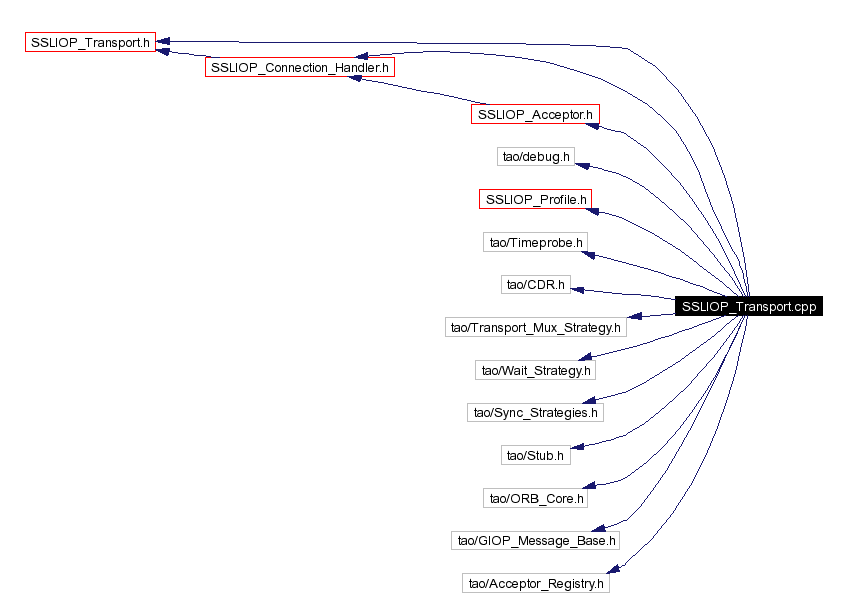 SSLIOP_Transport.h
SSLIOP_Connection_Handler.h
SSLIOP_Acceptor.h
tao/debug.h
SSLIOP_Profile.h
tao/Timeprobe.h
tao/CDR.h
SSLIOP_Transport.cpp
tao/Transport_Mux_Strategy.h
tao/Wait_Strategy.h
tao/Sync_Strategies.h
tao/Stub.h
tao/ORB_Core.h
tao/GIOP_Message_Base.h
tao/Acceptor_Registry.h